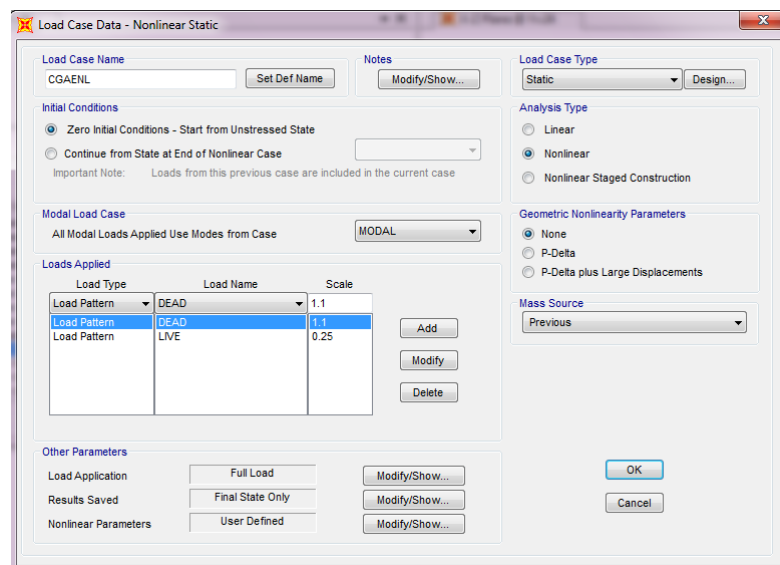 Load Case Data - Nonlinear Static
Load Case Name
CGAENL
Set Def Name
Notes
Modify/Show...
Load Case Type
Static
Design...
Initial Conditions
Zero Initial Conditions - Start from Unstressed State
Continue from State at End of Nonlinear Case
Important Note: Loads from this previous case are included in the current case
Analysis Type
Linear
Nonlinear
Nonlinear Staged Construction
Modal Load Case
All Modal Loads Applied Use Modes from Case
MODAL
Geometric Nonlinearity Parameters
None
P-Delta
P-Delta plus Large Displacements
Loads Applied
Load Type Load Name Scale
Load Pattern DEAD 1.1
Load Pattern DEAD 1.1
Load Pattern LIVE 0.25
Add
Modify
Delete
Mass Source
Previous
Other Parameters
Load Application Full Load Modify/Show...
Results Saved Final State Only Modify/Show...
Nonlinear Parameters User Defined Modify/Show...
OK
Cancel